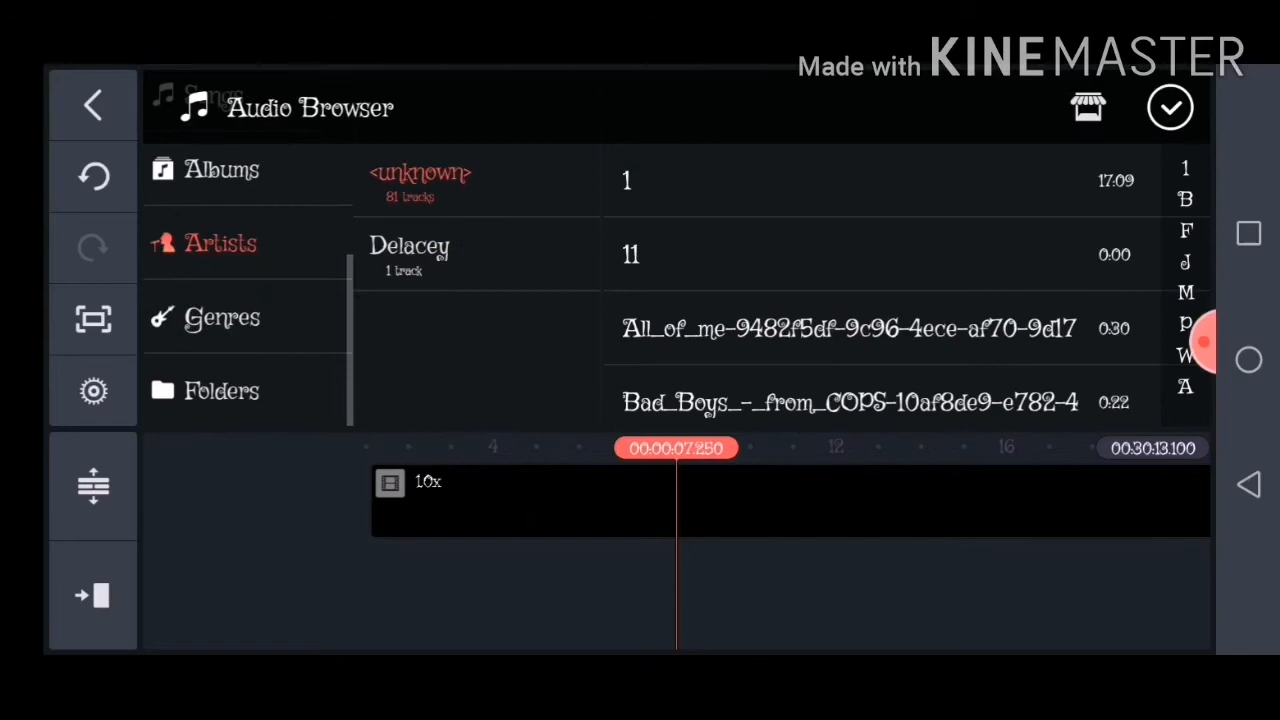 Made with KINEMASTER
Songs
Audio Browser
Albums
Artists
Genres
Folders
<unknown>
81 tracks
Delacey
1 track
1 17:09
11 0:00
All_of_me-9482f5df-9c96-4ece-af70-9d17 0:30
Bad_Boys_-_from_COPS-10af8de9-e782-4 0:22
1
B
F
J
M
P
W
A
4 00:00:07.250 12 16 00:30:13.100
10x